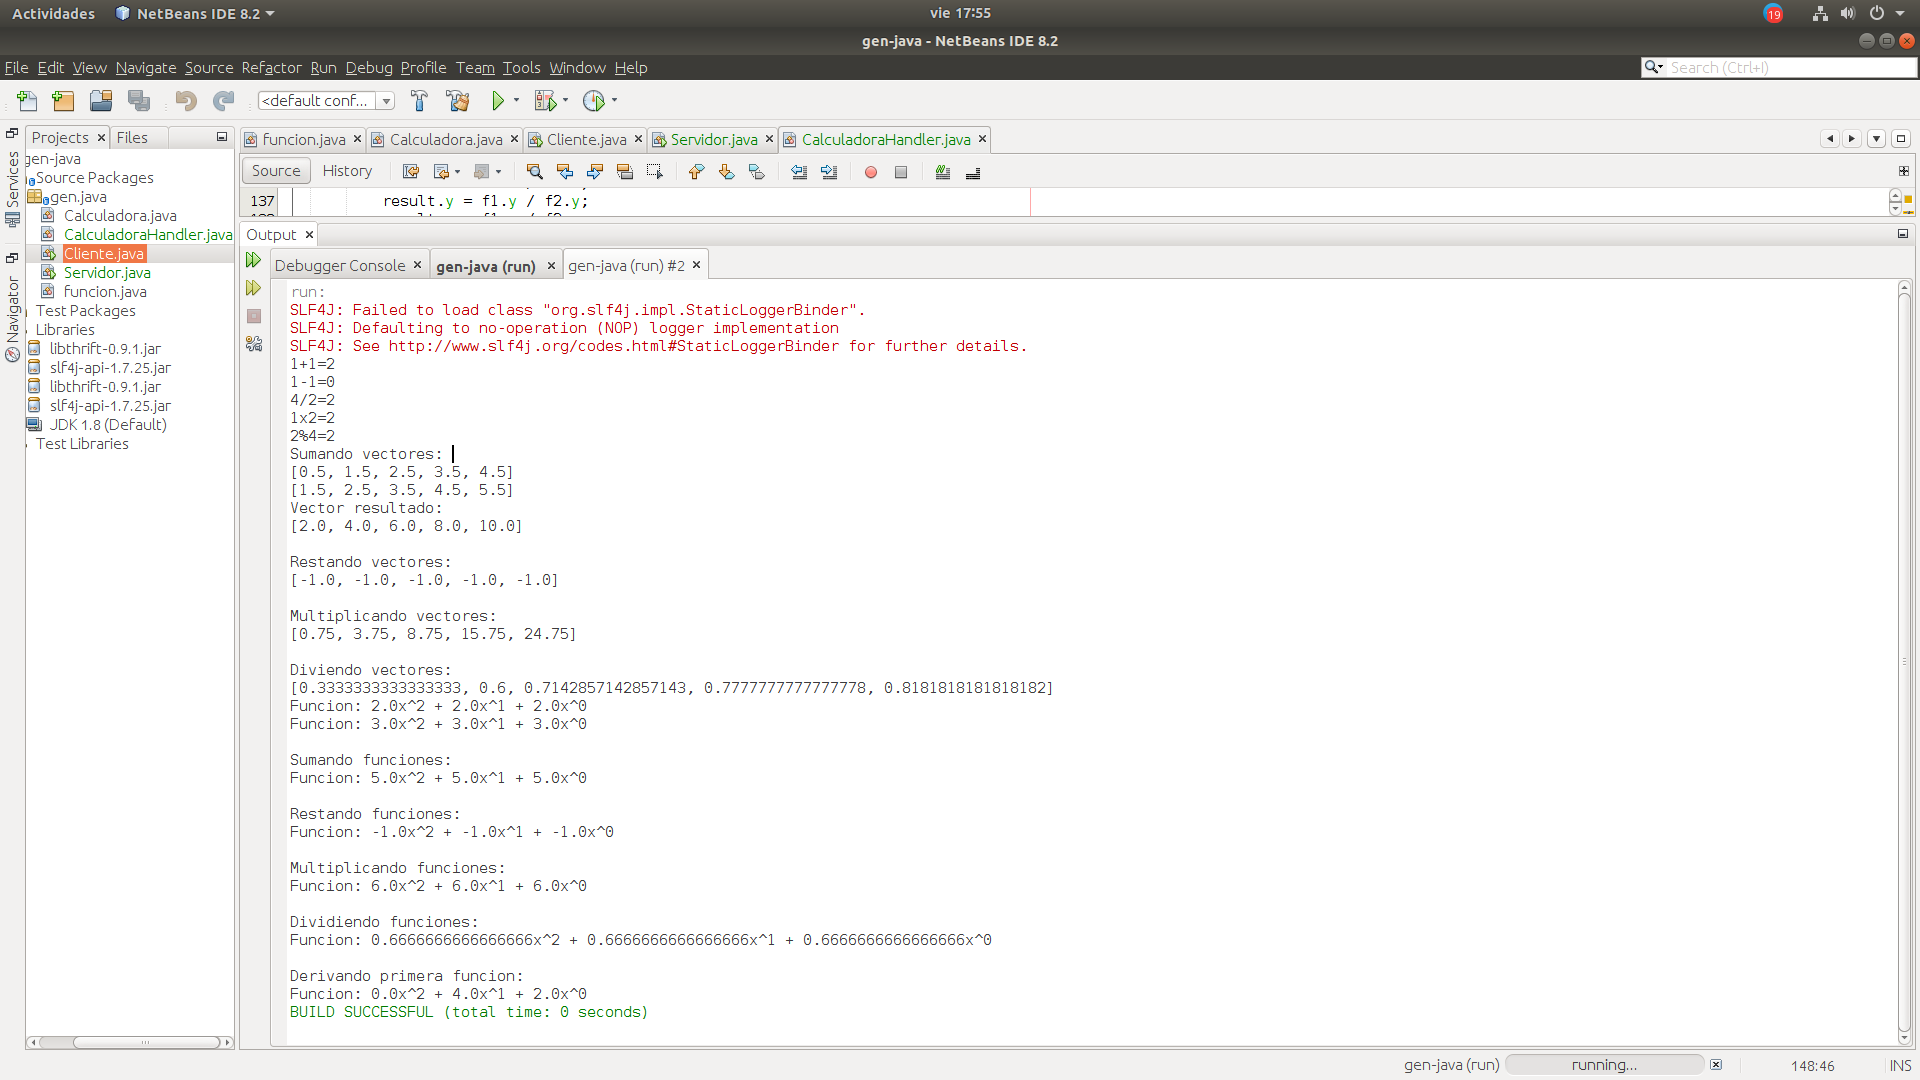 Actividades NetBeans IDE 8.2 vie 17:55 19
gen-java - NetBeans IDE 8.2
File Edit View Navigate Source Refactor Run Debug Profile Team Tools Window Help Search (Ctrl+I)
<default conf...
Projects Files funcion.java Calculadora.java Cliente.java Servidor.java CalculadoraHandler.java
Services
Navigator
gen-java
Source Packages
gen.java
Calculadora.java
CalculadoraHandler.java
Cliente.java
Servidor.java
funcion.java
Test Packages
Libraries
libthrift-0.9.1.jar
slf4j-api-1.7.25.jar
libthrift-0.9.1.jar
slf4j-api-1.7.25.jar
JDK 1.8 (Default)
Test Libraries
Source History
137 result.y = f1.y / f2.y;
Output
Debugger Console gen-java (run) gen-java (run) #2
run:
SLF4J: Failed to load class "org.slf4j.impl.StaticLoggerBinder".
SLF4J: Defaulting to no-operation (NOP) logger implementation
SLF4J: See http://www.slf4j.org/codes.html#StaticLoggerBinder for further details.
1+1=2
1-1=0
4/2=2
1x2=2
2%4=2
Sumando vectores:
[0.5, 1.5, 2.5, 3.5, 4.5]
[1.5, 2.5, 3.5, 4.5, 5.5]
Vector resultado:
[2.0, 4.0, 6.0, 8.0, 10.0]
Restando vectores:
[-1.0, -1.0, -1.0, -1.0, -1.0]
Multiplicando vectores:
[0.75, 3.75, 8.75, 15.75, 24.75]
Diviendo vectores:
[0.3333333333333333, 0.6, 0.7142857142857143, 0.7777777777777778, 0.8181818181818182]
Funcion: 2.0x^2 + 2.0x^1 + 2.0x^0
Funcion: 3.0x^2 + 3.0x^1 + 3.0x^0
Sumando funciones:
Funcion: 5.0x^2 + 5.0x^1 + 5.0x^0
Restando funciones:
Funcion: -1.0x^2 + -1.0x^1 + -1.0x^0
Multiplicando funciones:
Funcion: 6.0x^2 + 6.0x^1 + 6.0x^0
Dividiendo funciones:
Funcion: 0.6666666666666666x^2 + 0.6666666666666666x^1 + 0.6666666666666666x^0
Derivando primera funcion:
Funcion: 0.0x^2 + 4.0x^1 + 2.0x^0
BUILD SUCCESSFUL (total time: 0 seconds)
gen-java (run) running... 148:46 INS